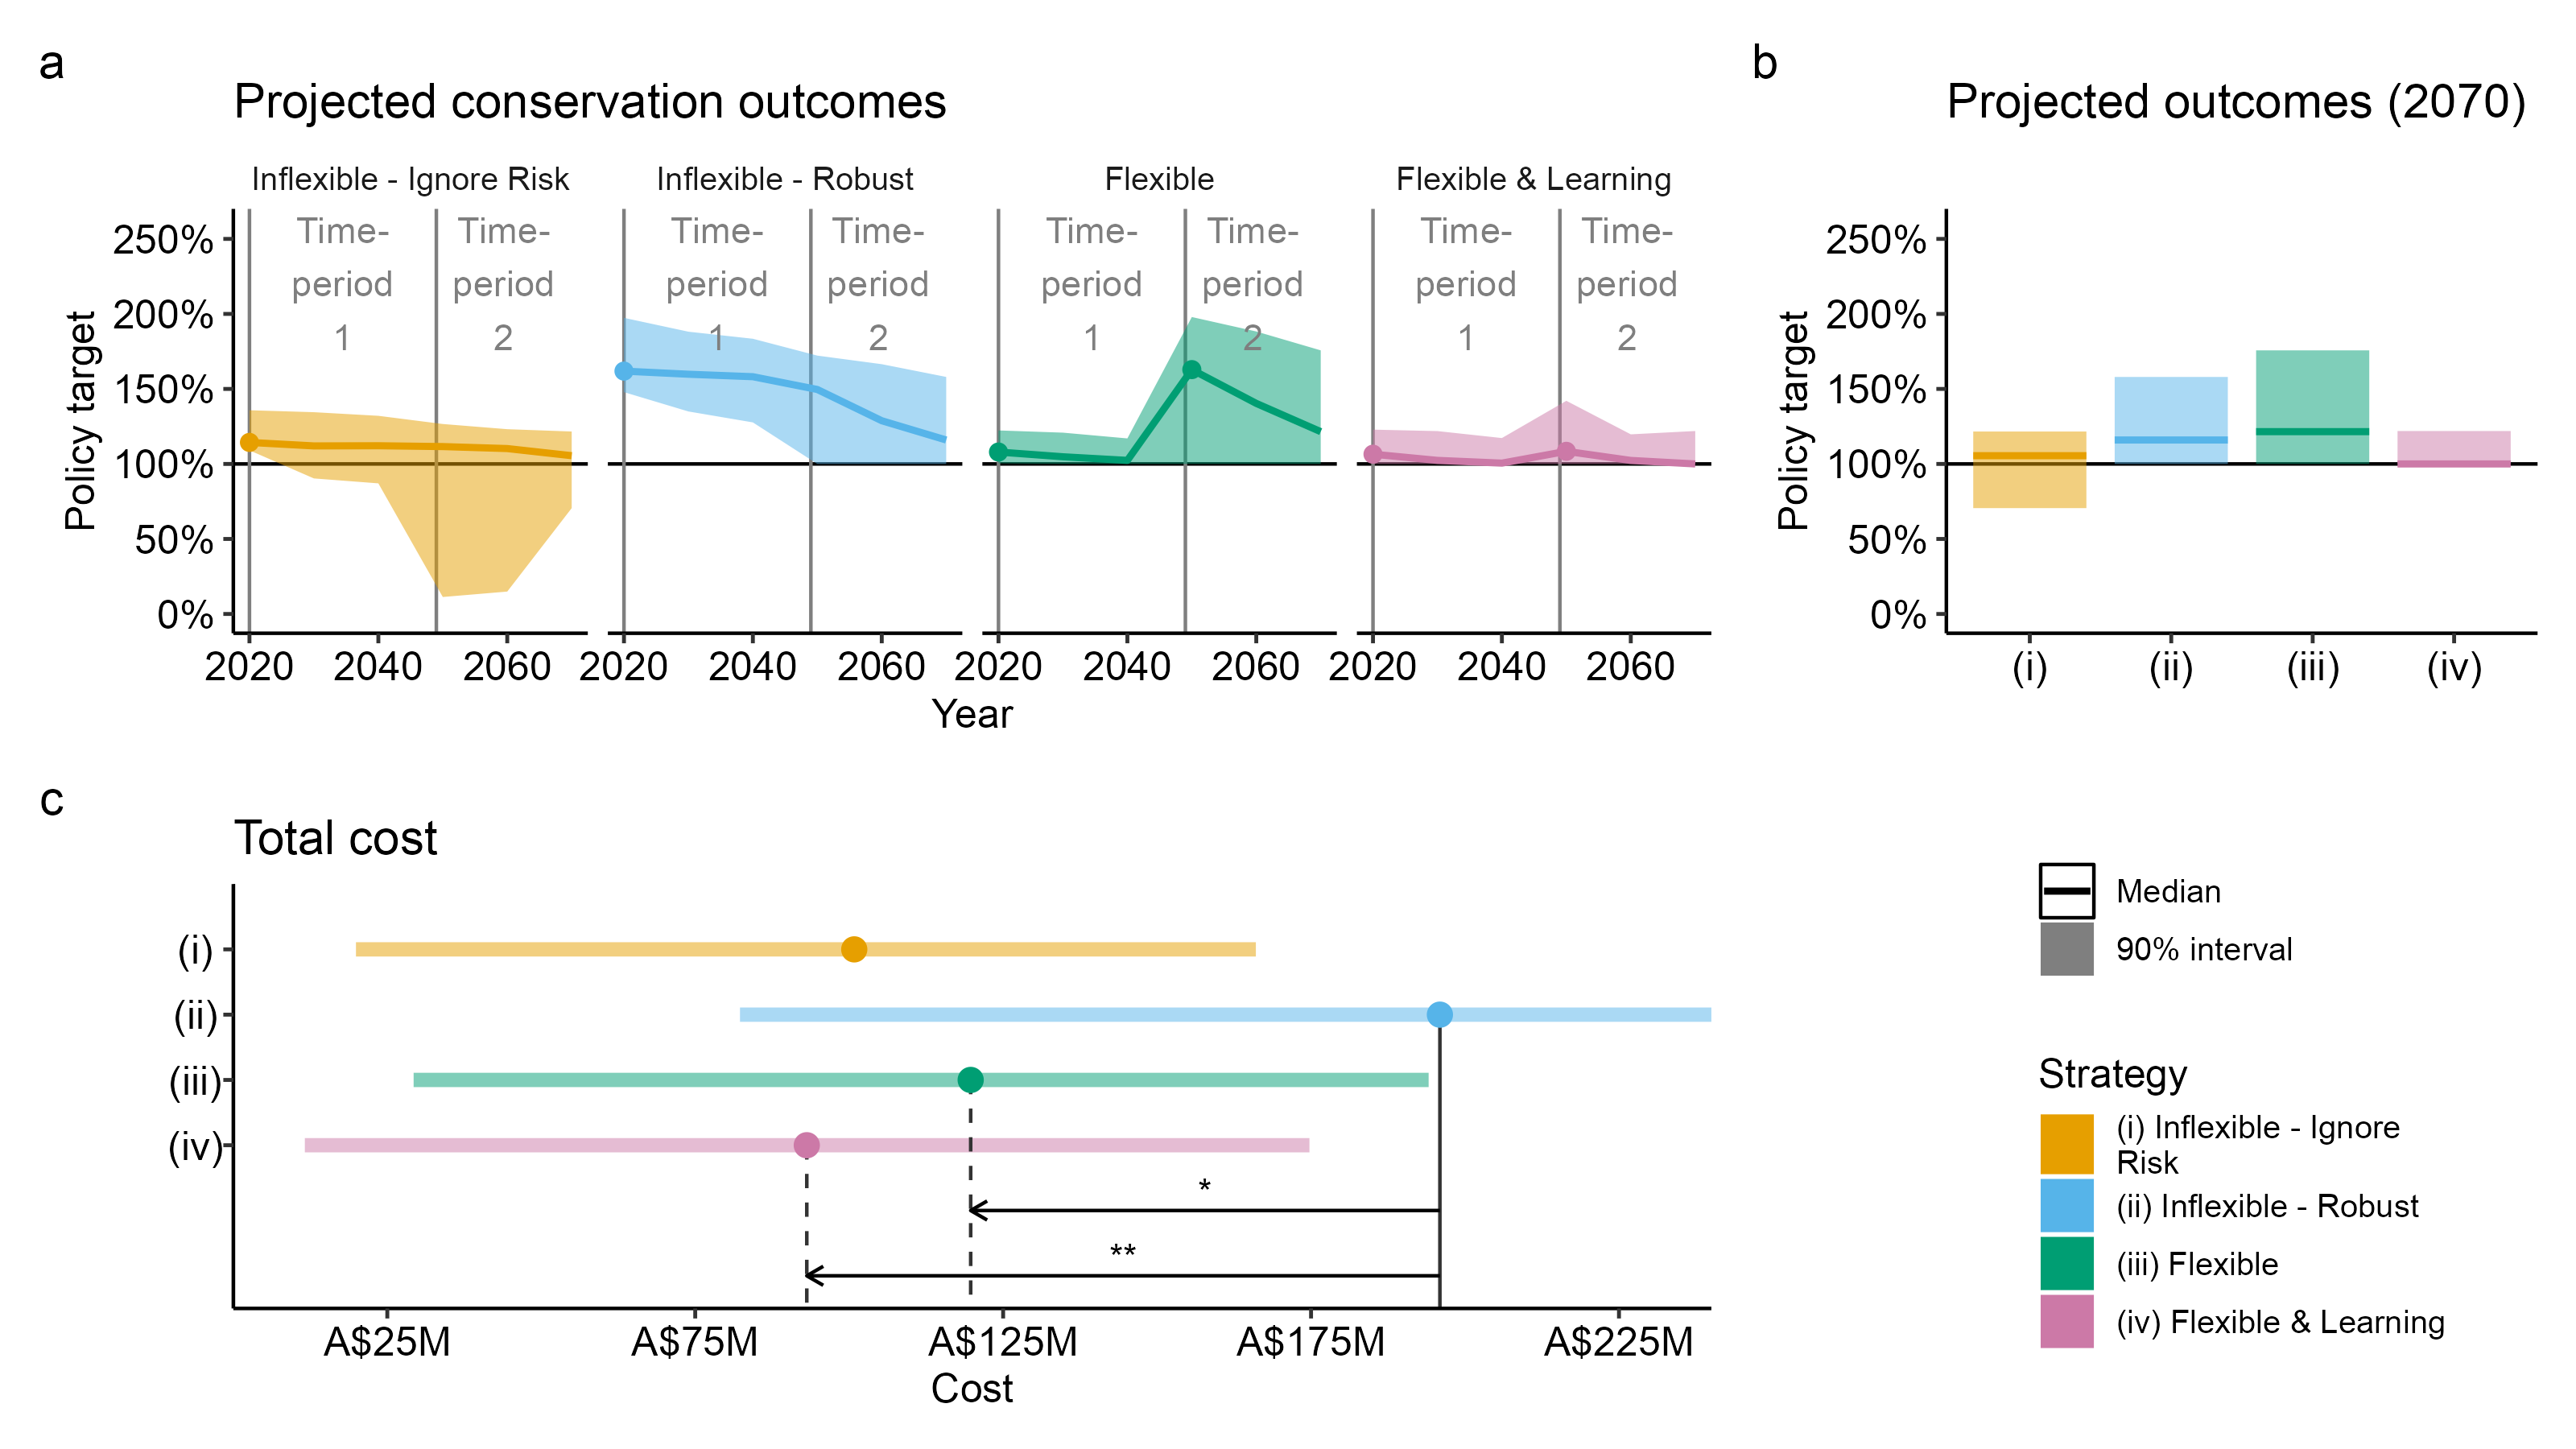 a
Projected conservation outcomes
Inflexible - Ignore Risk
Inflexible - Robust
Flexible
Flexible & Learning
Time-
period
1
Time-
period
2
Time-
period
1
Time-
period
2
Time-
period
1
Time-
period
2
Time-
period
1
Time-
period
2
Policy target
250%
200%
150%
100%
50%
0%
2020 2040 2060
2020 2040 2060
2020 2040 2060
2020 2040 2060
Year
b
Projected outcomes (2070)
Policy target
250%
200%
150%
100%
50%
0%
(i) (ii) (iii) (iv)
c
Total cost
(i)
(ii)
(iii)
(iv)
*
**
A$25M A$75M A$125M A$175M A$225M
Cost
Median
90% interval
Strategy
(i) Inflexible - Ignore
Risk
(ii) Inflexible - Robust
(iii) Flexible
(iv) Flexible & Learning